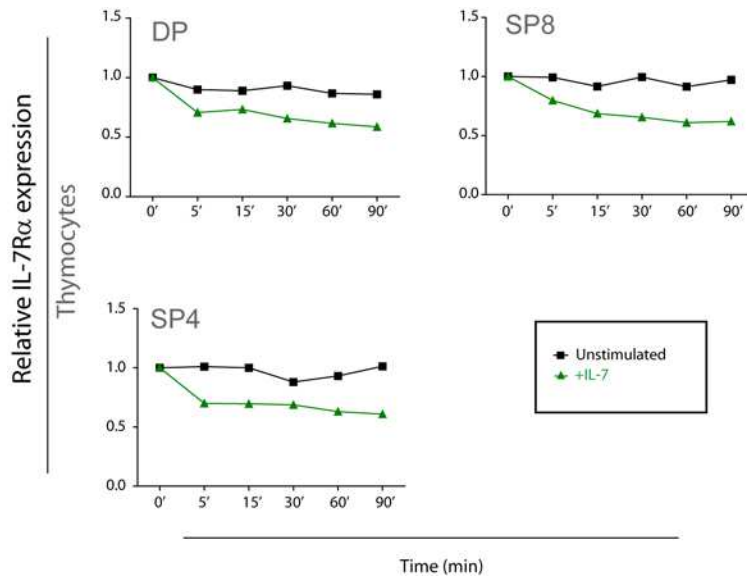 Relative IL-7Rα expression
Thymocytes
DP
1.5
1.0
0.5
0.0
0' 5' 15' 30' 60' 90'
SP8
1.5
1.0
0.5
0.0
0' 5' 15' 30' 60' 90'
SP4
1.5
1.0
0.5
0.0
0' 5' 15' 30' 60' 90'
Unstimulated
+IL-7
Time (min)